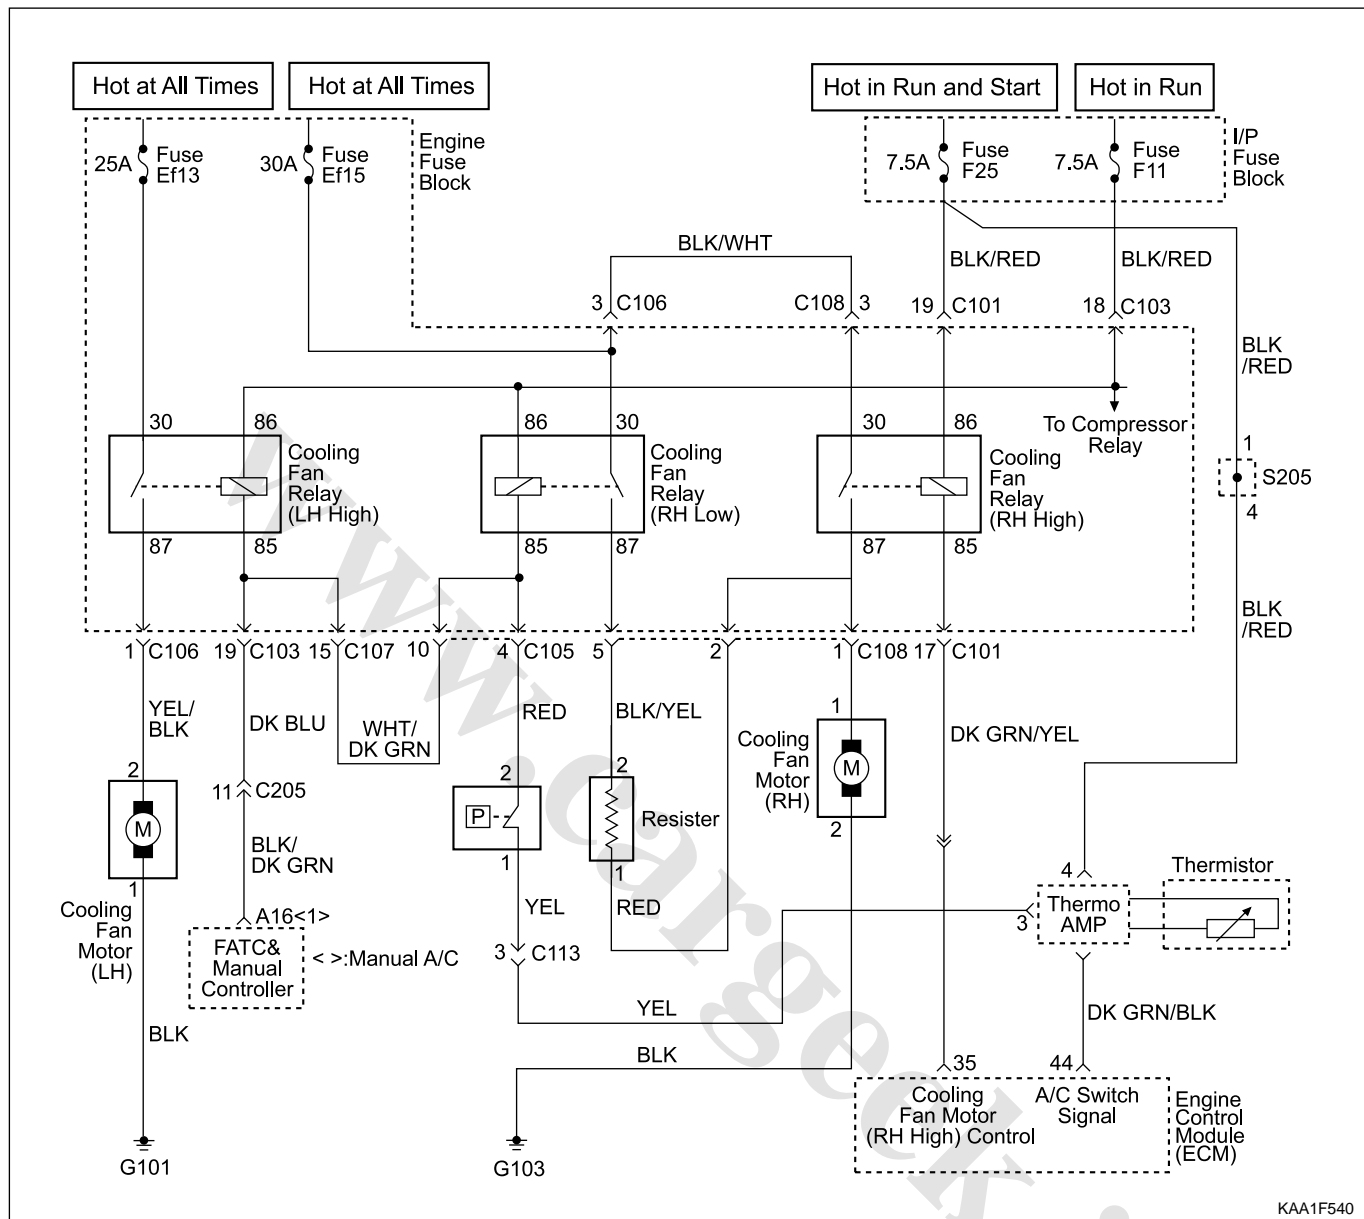 Hot at All Times
Hot at All Times
Hot in Run and Start
Hot in Run
25A
Fuse
Ef13
30A
Fuse
Ef15
Engine
Fuse
Block
7.5A
Fuse
F25
7.5A
Fuse
F11
I/P
Fuse
Block
BLK/WHT
BLK/RED
BLK/RED
3 C106
C108 3
19 C101
18 C103
BLK
/RED
30 86
86 30
30 86
To Compressor
Relay
Cooling
Fan
Relay
(LH High)
Cooling
Fan
Relay
(RH Low)
Cooling
Fan
Relay
(RH High)
1
S205
4
87 85
85 87
87 85
BLK
/RED
1 C106
19 C103
15 C107
10
4 C105
5
2
1 C108
17 C101
YEL/
BLK
DK BLU
WHT/
DK GRN
RED
BLK/YEL
DK GRN/YEL
1
Cooling
Fan
Motor
(RH)
M
2
2
M
1
11 C205
2
P
1
2
Resister
1
BLK/
DK GRN
Cooling
Fan
Motor
(LH)
A16<1>
FATC&
Manual
Controller
< >:Manual A/C
YEL
RED
3 C113
4
Thermo
AMP
3
Thermistor
YEL
DK GRN/BLK
BLK
BLK
35
44
Cooling
Fan Motor
(RH High) Control
A/C Switch
Signal
Engine
Control
Module
(ECM)
G101
G103
KAA1F540
www.cargeek.i